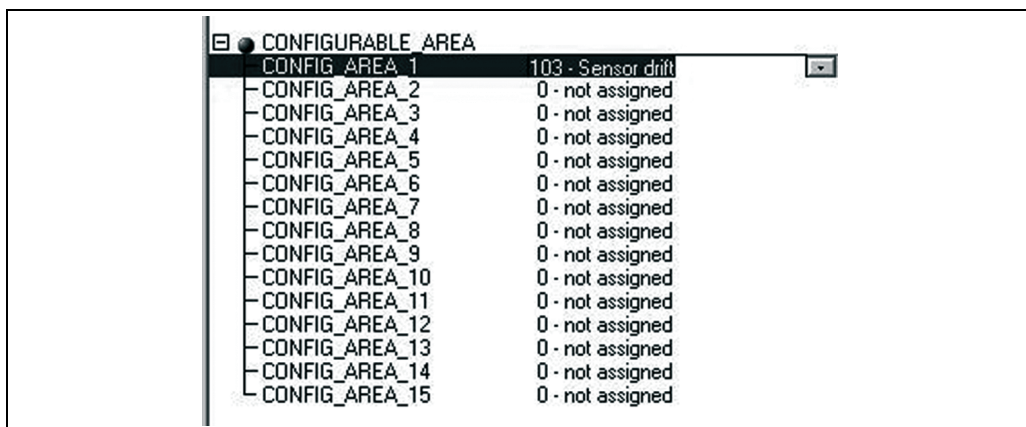 CONFIGURABLE_AREA
CONFIG_AREA_1 103 - Sensor drift
CONFIG_AREA_2 0 - not assigned
CONFIG_AREA_3 0 - not assigned
CONFIG_AREA_4 0 - not assigned
CONFIG_AREA_5 0 - not assigned
CONFIG_AREA_6 0 - not assigned
CONFIG_AREA_7 0 - not assigned
CONFIG_AREA_8 0 - not assigned
CONFIG_AREA_9 0 - not assigned
CONFIG_AREA_10 0 - not assigned
CONFIG_AREA_11 0 - not assigned
CONFIG_AREA_12 0 - not assigned
CONFIG_AREA_13 0 - not assigned
CONFIG_AREA_14 0 - not assigned
CONFIG_AREA_15 0 - not assigned